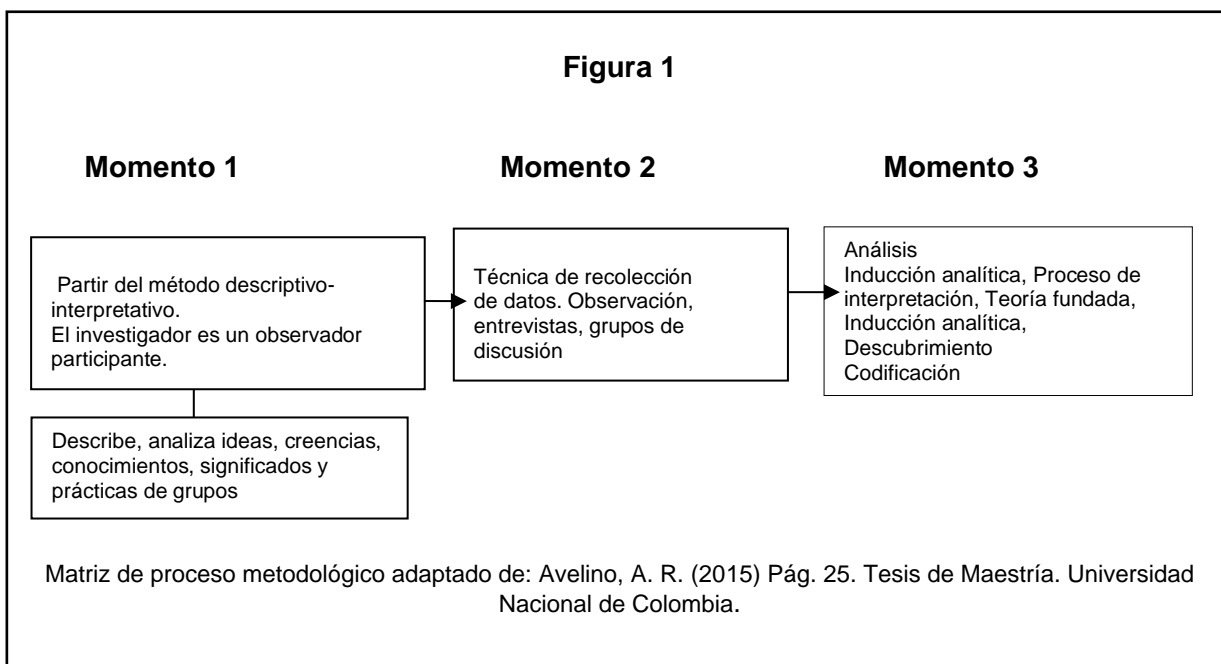 Figura 1
Momento 1
Partir del método descriptivo-
interpretativo.
El investigador es un observador
participante.
Describe, analiza ideas, creencias,
conocimientos, significados y
prácticas de grupos
Momento 2
Técnica de recolección
de datos. Observación,
entrevistas, grupos de
discusión
Momento 3
Análisis
Inducción analítica, Proceso de
interpretación, Teoría fundada,
Inducción analítica,
Descubrimiento
Codificación
Matriz de proceso metodológico adaptado de: Avelino, A. R. (2015) Pág. 25. Tesis de Maestría. Universidad
Nacional de Colombia.